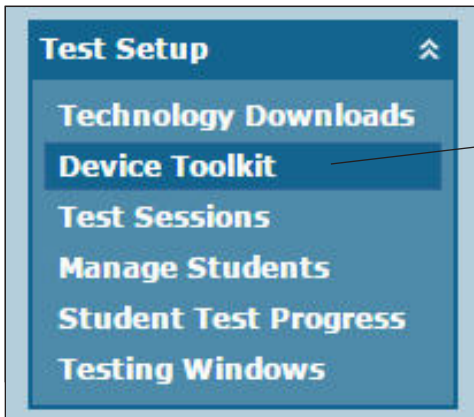 Test Setup
Technology Downloads
Device Toolkit
Test Sessions
Manage Students
Student Test Progress
Testing Windows